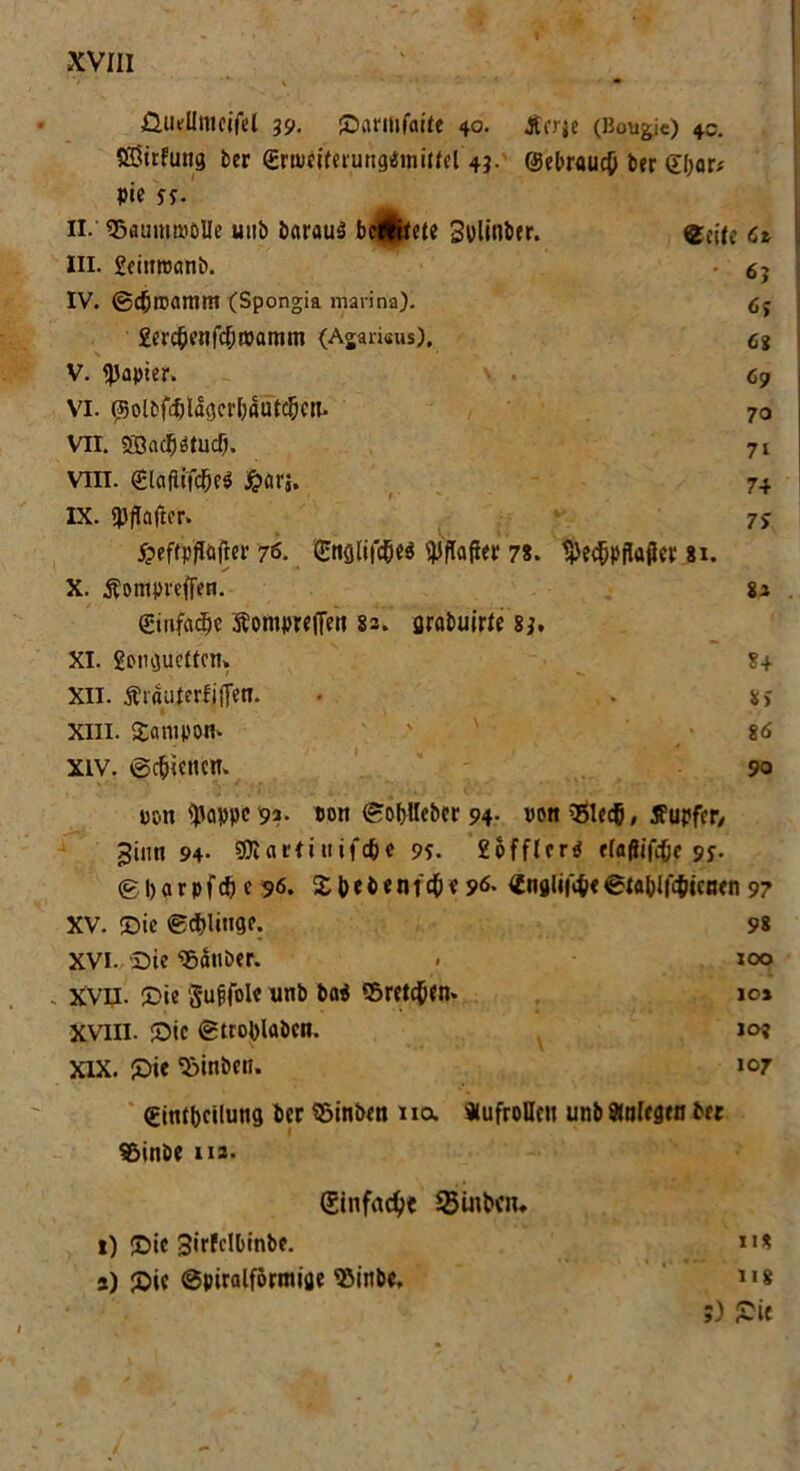 XVIII
Quellmeißel 39. Darmsaite 40. Kerze (Bougie) 40.
Wirkung der Erweiterungsmittel 43. Gebrauch der Char-
pie 55.
II. Baumwolle und daraus bereitete Zylinder. Seite 61
III. Leinwand. 63
IV. Schwamm (Spongia marina). 65
Lerchenschwamm (Agaricus). 68
V. Papier. 69
VI. Goldschlägerhäutchen. 70
VII. Wachstuch. 71
VIII. Elastisches Harz. 74
IX. Pflaster. 75
Heftpflaster 76. Englisches Pflaster 78. Pechpflaster 81.
X. Kompressen. 82
Einfache Kompressen 82. graduirte 83.
XI. Longuetten. 84
XII. Kräuterkissen. 85
XIII. Tampon. 86
XIV. Schienen. 90
von Pappe 92. von Sohlleder 94. von Blech, Kupfer,
Zinn 94. Martinische 95. Löfflers elastische 95.
Sharpsche 96. Thedensche 96. Englische Stahlschienen 97
XV. Die Schlinge. 98
XVI. Die Bänder. 100
XVII. Die Fußsole und das Bretchen. 102
XVIII. Die Strohladen. 103
XIX. Die Binden. 107
Eintheilung der Binden 110. Aufrollen und Anlegen der
Binde 112.
Einfache Binden.
1) Die Zirkelbinde. 118
2) Die Spiralförmige Binde. 118
3) Die